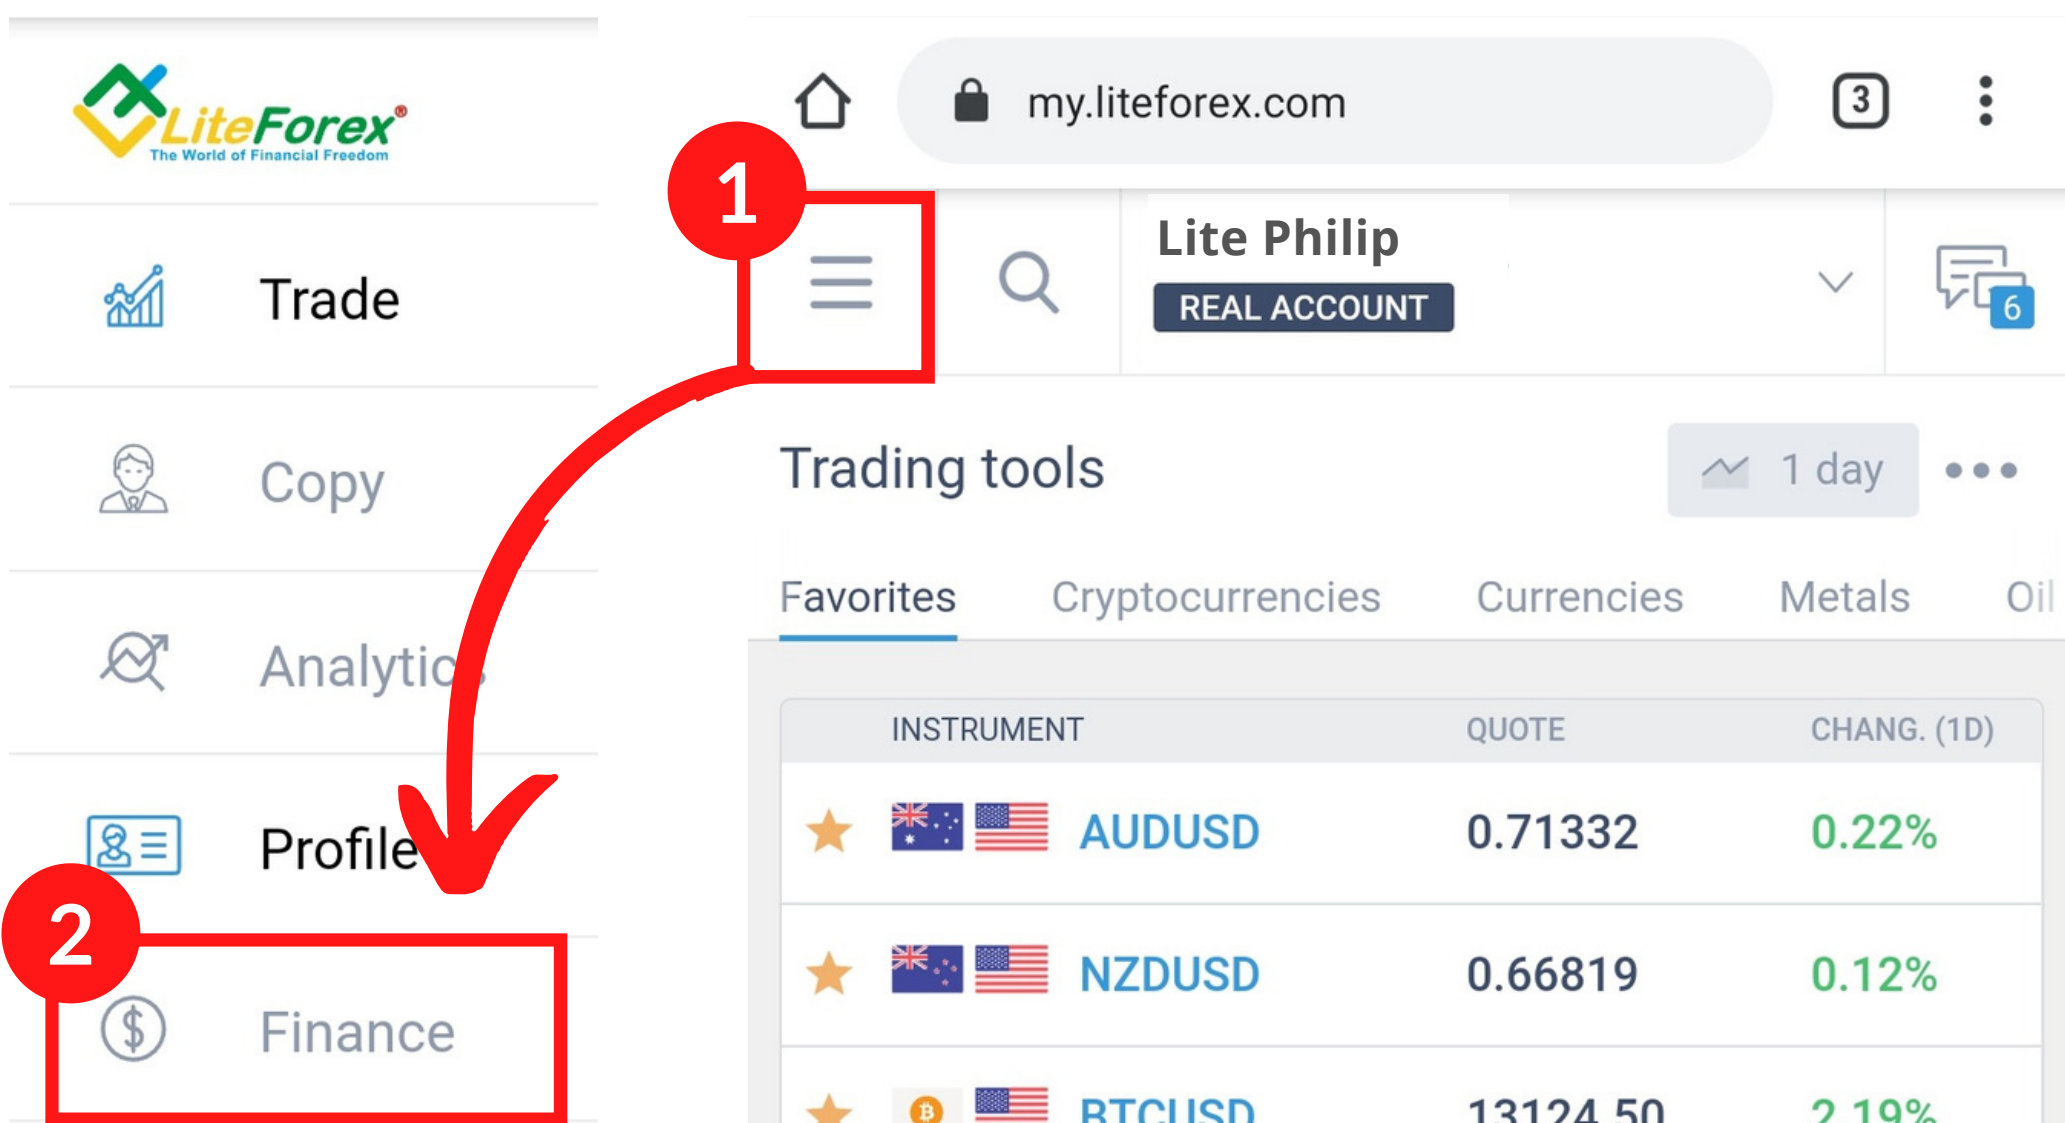 LiteForex®
The World of Financial Freedom
Trade
Copy
Analytics
Profile
2
Finance
my.liteforex.com
3
1
Lite Philip
REAL ACCOUNT
6
Trading tools
1 day
Favorites Cryptocurrencies Currencies Metals Oil
INSTRUMENT QUOTE CHANG. (1D)
AUDUSD 0.71332 0.22%
NZDUSD 0.66819 0.12%
BTCUSD 13124.50 2.19%